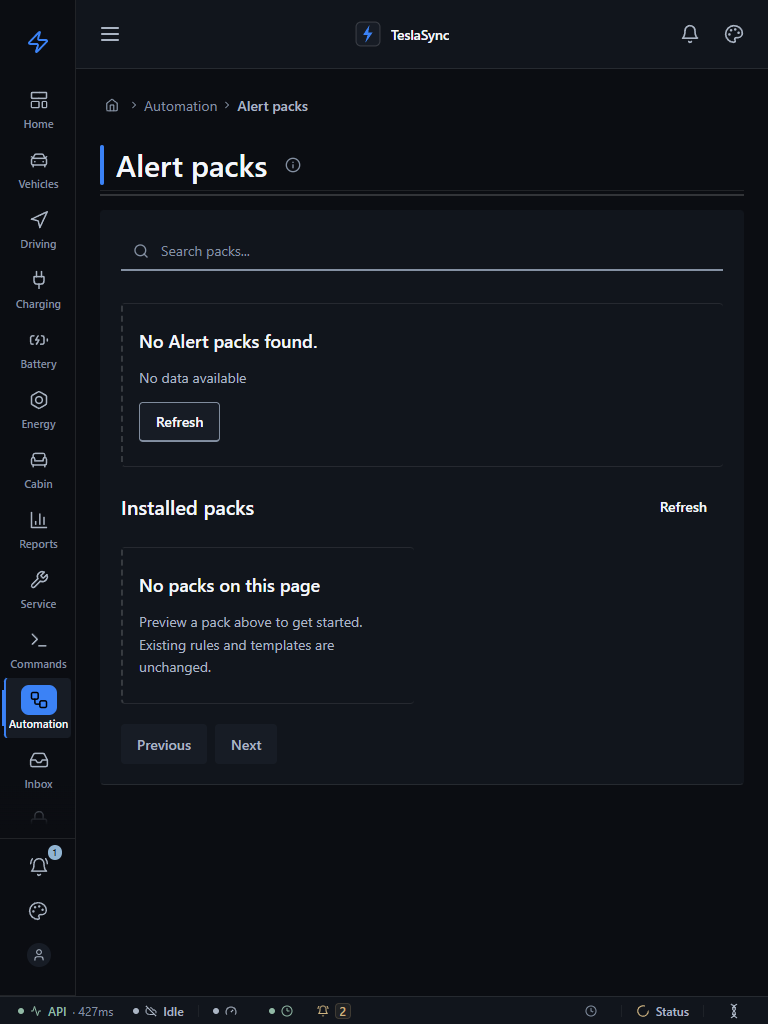 TeslaSync
Home
Vehicles
Driving
Charging
Battery
Energy
Cabin
Reports
Service
Commands
Automation
Inbox
1
Automation
Alert packs
Alert packs
Search packs...
No Alert packs found.
No data available
Refresh
Installed packs
Refresh
No packs on this page
Preview a pack above to get started.
Existing rules and templates are
unchanged.
Previous
Next
API · 427ms
Idle
2
Status